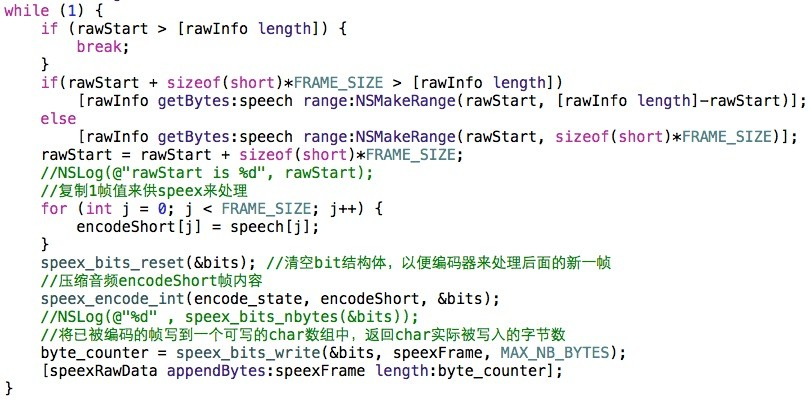 while (1) {
    if (rawStart > [rawInfo length]) {
        break;
    }
    if(rawStart + sizeof(short)*FRAME_SIZE > [rawInfo length])
        [rawInfo getBytes:speech range:NSMakeRange(rawStart, [rawInfo length]-rawStart)];
    else
        [rawInfo getBytes:speech range:NSMakeRange(rawStart, sizeof(short)*FRAME_SIZE)];
    rawStart = rawStart + sizeof(short)*FRAME_SIZE;
    //NSLog(@"rawStart is %d", rawStart);
    //复制1帧值来供speex来处理
    for (int j = 0; j < FRAME_SIZE; j++) {
        encodeShort[j] = speech[j];
    }
    speex_bits_reset(&bits); //清空bit结构体，以便编码器来处理后面的新一帧
    //压缩音频encodeShort帧内容
    speex_encode_int(encode_state, encodeShort, &bits);
    //NSLog(@"%d" , speex_bits_nbytes(&bits));
    //将已被编码的帧写到一个可写的char数组中，返回char实际被写入的字节数
    byte_counter = speex_bits_write(&bits, speexFrame, MAX_NB_BYTES);
    [speexRawData appendBytes:speexFrame length:byte_counter];
}